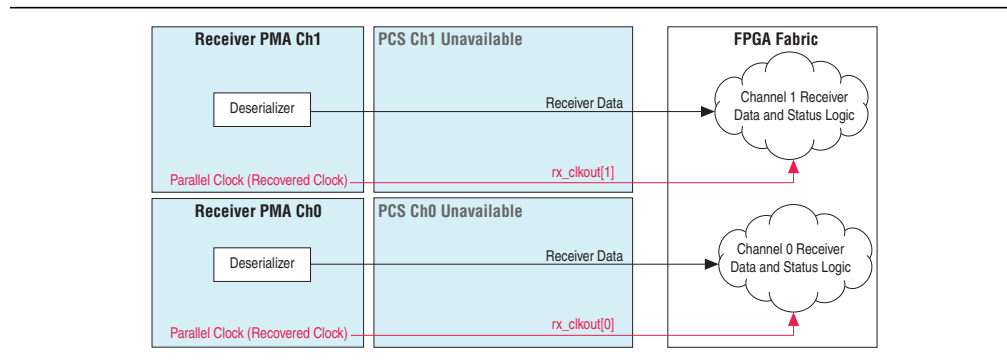 Receiver PMA Ch1
PCS Ch1 Unavailable
FPGA Fabric
Deserializer
Receiver Data
Channel 1 Receiver
Data and Status Logic
Parallel Clock (Recovered Clock)
rx_clkout[1]
Receiver PMA Ch0
PCS Ch0 Unavailable
Deserializer
Receiver Data
Channel 0 Receiver
Data and Status Logic
Parallel Clock (Recovered Clock)
rx_clkout[0]